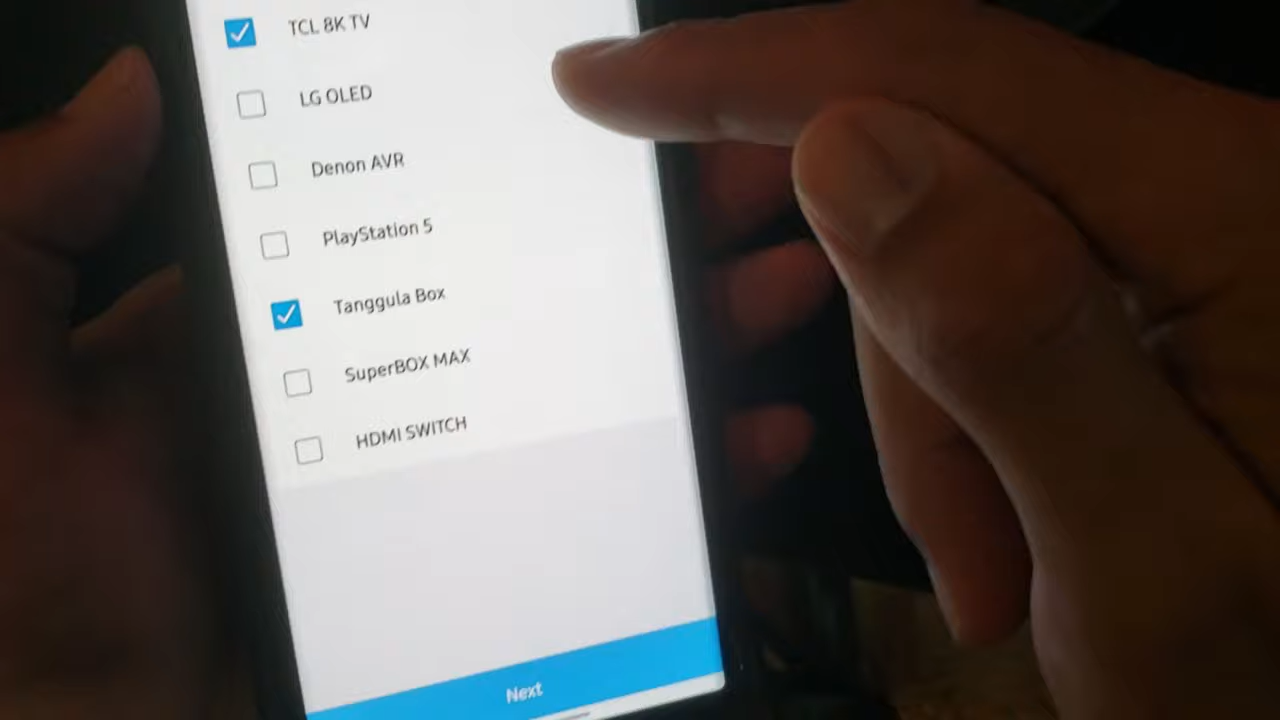 TCL 8K TV
LG OLED
Denon AVR
PlayStation 5
Tanggula Box
SuperBOX MAX
HDMI SWITCH
Next